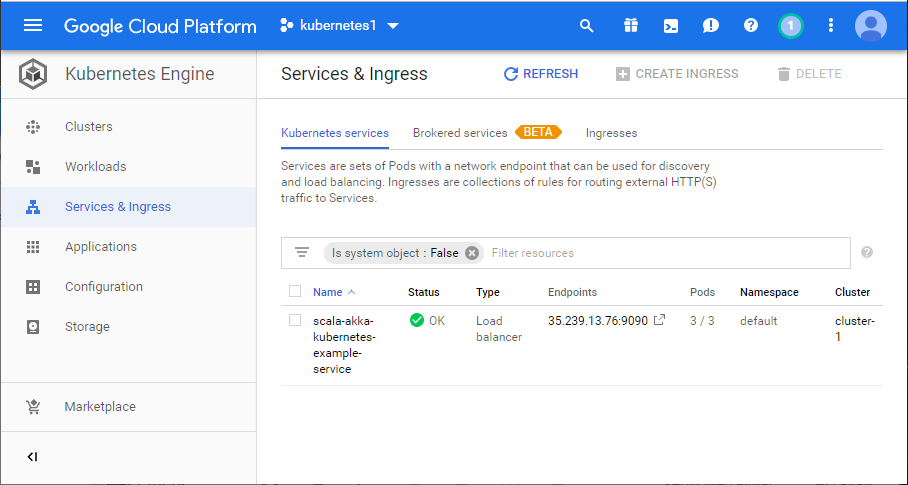 Google Cloud Platform
kubernetes1
1
Kubernetes Engine
Services & Ingress
REFRESH
CREATE INGRESS
DELETE
Clusters
Workloads
Services & Ingress
Applications
Configuration
Storage
Marketplace
Kubernetes services
Brokered services BETA
Ingresses
Services are sets of Pods with a network endpoint that can be used for discovery
and load balancing. Ingresses are collections of rules for routing external HTTP(S)
traffic to Services.
Is system object : False
Filter resources
Name Status Type Endpoints Pods Namespace Cluster
scala-akka- OK Load 35.239.13.76:9090 3 / 3 default cluster-
kubernetes- balancer 1
example-
service